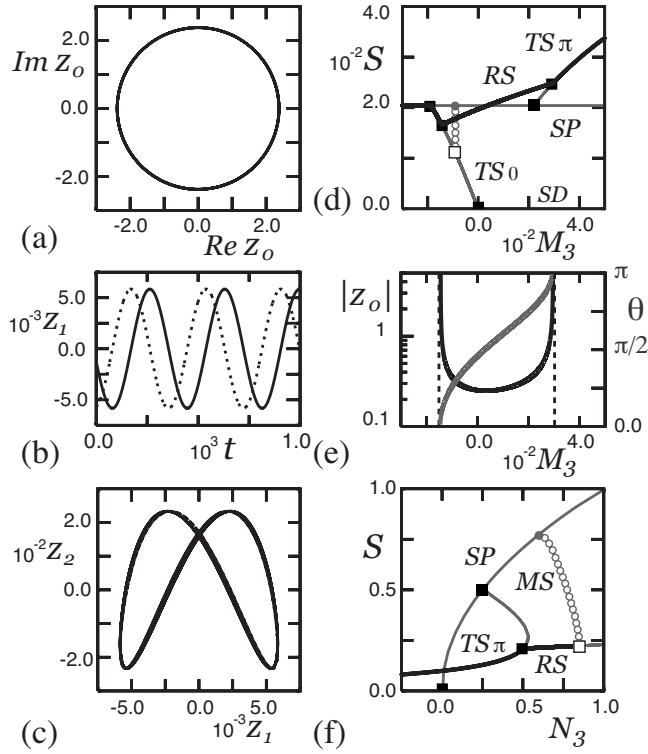 2.0
Im Z_o
0.0
-2.0
-2.0 0.0 2.0
(a) Re Z_o
4.0
10^-2 S
TSπ
RS
2.0
SP
TS0
SD
0.0
0.0 4.0
(d) 10^-2 M_3
5.0
10^-3 Z_1
0.0
-5.0
0.0 1.0
(b) 10^3 t
|Z_o|
1
0.1
π
θ
π/2
0.0
0.0 4.0
(e) 10^-2 M_3
2.0
10^-2 Z_2
0.0
-2.0
-5.0 0.0 5.0
(c) 10^-3 Z_1
1.0
S
SP
0.5
MS
TSπ
RS
0.0
0.0 0.5 1.0
(f) N_3